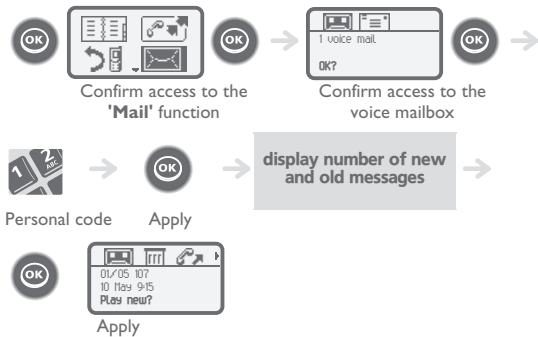 OK
OK
1 voice mail
OK?
OK
Confirm access to the
'Mail' function
Confirm access to the
voice mailbox
1 2 ABC
OK
display number of new
and old messages
Personal code
Apply
OK
01/05 107
10 May 9:15
Play new?
Apply